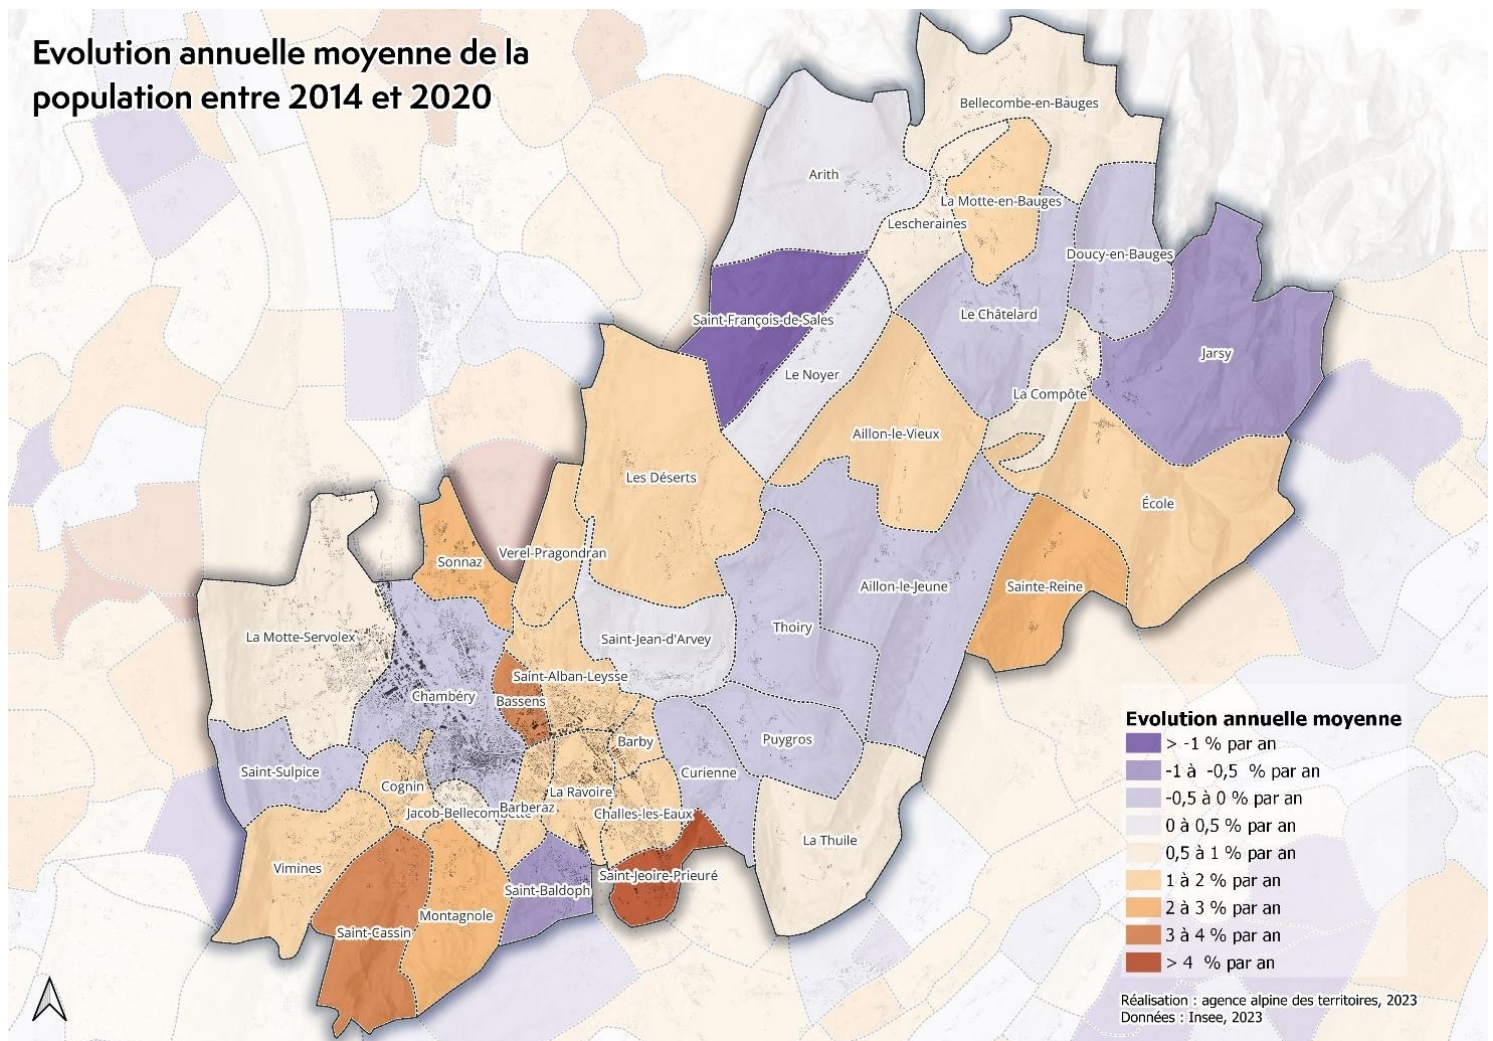 Evolution annuelle moyenne de la
population entre 2014 et 2020
Bellecombe-en-Bauges
Arith
La Motte-en-Bauges
Lescheraines
Doucy-en-Bauges
Saint-François-de-Sales
Le Châtelard
Jarsy
Le Noyer
La Compôte
Aillon-le-Vieux
Les Déserts
École
Verel-Pragondran
Sonnaz
Aillon-le-Jeune
Sainte-Reine
Thoiry
La Motte-Servolex
Saint-Jean-d'Arvey
Saint-Alban-Leysse
Chambéry
Bassens
Barby
Puygros
Saint-Sulpice
Curienne
Cognin
La Ravoire
Jacob-Bellecombette
Barberaz
Challes-les-Eaux
La Thuile
Vimines
Saint-Jeoire-Prieuré
Saint-Baldoph
Montagnole
Saint-Cassin
Evolution annuelle moyenne
> -1 % par an
-1 à -0,5 % par an
-0,5 à 0 % par an
0 à 0,5 % par an
0,5 à 1 % par an
1 à 2 % par an
2 à 3 % par an
3 à 4 % par an
> 4 % par an
Réalisation : agence alpine des territoires, 2023
Données : Insee, 2023